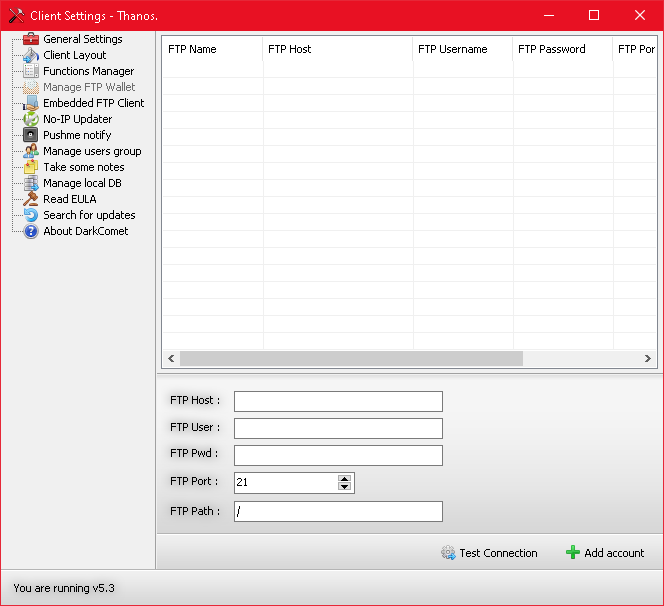 Client Settings - Thanos.
General Settings
Client Layout
Functions Manager
Manage FTP Wallet
Embedded FTP Client
No-IP Updater
Pushme notify
Manage users group
Take some notes
Manage local DB
Read EULA
Search for updates
About DarkComet
FTP Name FTP Host FTP Username FTP Password FTP Por
FTP Host :
FTP User :
FTP Pwd :
FTP Port : 21
FTP Path : /
Test Connection Add account
You are running v5.3